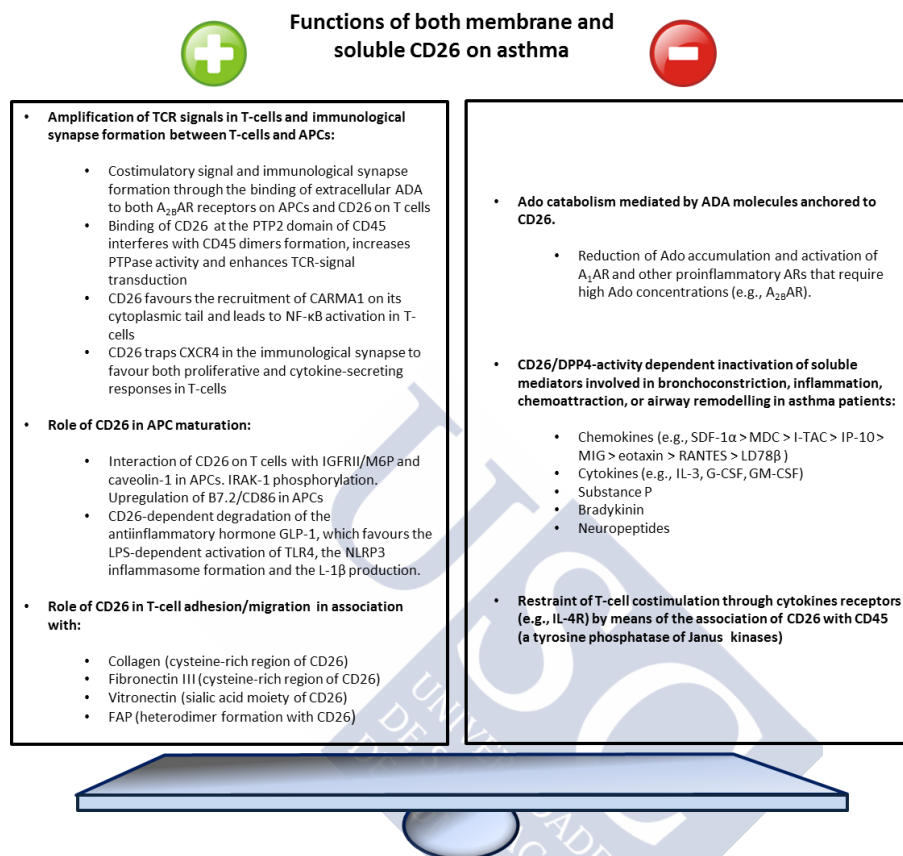 Functions of both membrane and
soluble CD26 on asthma
• Amplification of TCR signals in T-cells and immunological
synapse formation between T-cells and APCs:
• Costimulatory signal and immunological synapse
formation through the binding of extracellular ADA
to both A₂ʙAR receptors on APCs and CD26 on T cells
• Binding of CD26 at the PTP2 domain of CD45
interferes with CD45 dimers formation, increases
PTPase activity and enhances TCR-signal
transduction
• CD26 favours the recruitment of CARMA1 on its
cytoplasmic tail and leads to NF-κB activation in T-
cells
• CD26 traps CXCR4 in the immunological synapse to
favour both proliferative and cytokine-secreting
responses in T-cells
• Role of CD26 in APC maturation:
• Interaction of CD26 on T cells with IGFRII/M6P and
caveolin-1 in APCs. IRAK-1 phosphorylation.
Upregulation of B7.2/CD86 in APCs
• CD26-dependent degradation of the
antiinflammatory hormone GLP-1, which favours the
LPS-dependent activation of TLR4, the NLRP3
inflammasome formation and the L-1β production.
• Role of CD26 in T-cell adhesion/migration in association
with:
• Collagen (cysteine-rich region of CD26)
• Fibronectin III (cysteine-rich region of CD26)
• Vitronectin (sialic acid moiety of CD26)
• FAP (heterodimer formation with CD26)
• Ado catabolism mediated by ADA molecules anchored to
CD26.
• Reduction of Ado accumulation and activation of
A₁AR and other proinflammatory ARs that require
high Ado concentrations (e.g., A₂ʙAR).
• CD26/DPP4-activity dependent inactivation of soluble
mediators involved in bronchoconstriction, inflammation,
chemoattraction, or airway remodelling in asthma
patients:
• Chemokines (e.g., SDF-1α > MDC > I-TAC > IP-10 >
MIG > eotaxin > RANTES > LD78β )
• Cytokines (e.g., IL-3, G-CSF, GM-CSF)
• Substance P
• Bradykinin
• Neuropeptides
• Restraint of T-cell costimulation through cytokines receptors
(e.g., IL-4R) by means of the association of CD26 with CD45
(a tyrosine phosphatase of Janus kinases)
USC